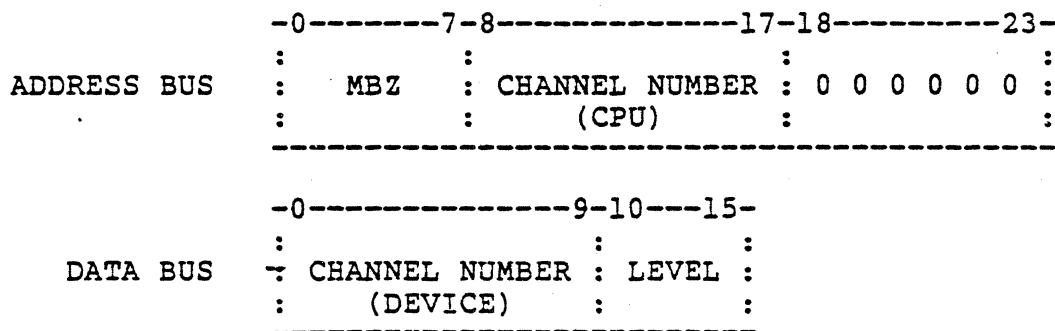 -0-------7-8--------------17-18---------23-
: : : :
ADDRESS BUS : MBZ : CHANNEL NUMBER : 0 0 0 0 0 0 :
: : (CPU) : :
-----------------------------------------------
-0----------------9-10---15-
: : :
DATA BUS -: CHANNEL NUMBER : LEVEL :
: (DEVICE) : :
-----------------------------